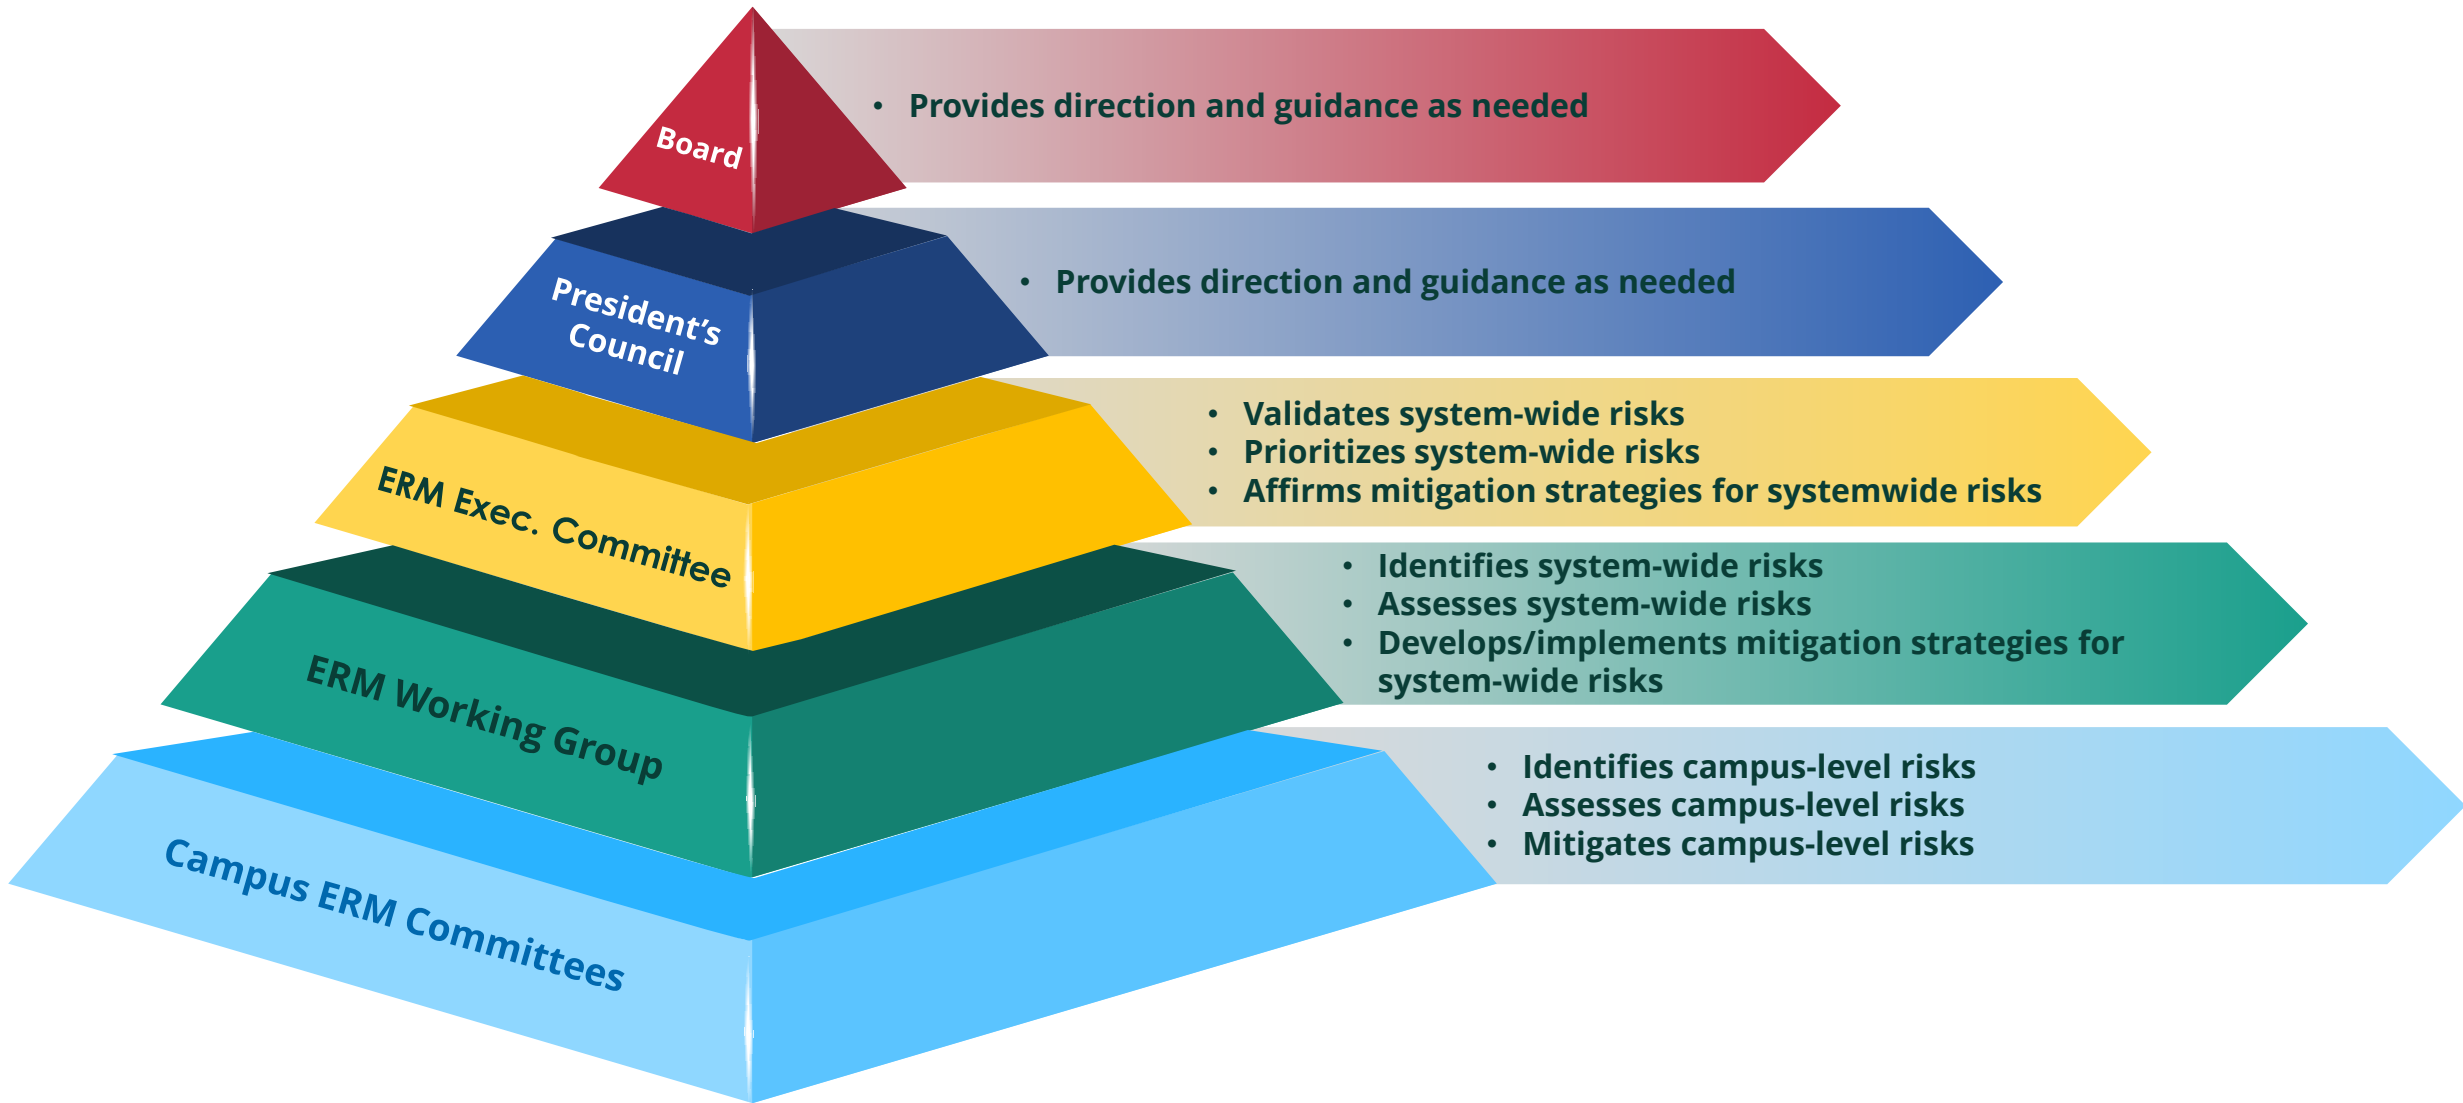 Board
• Provides direction and guidance as needed
President’s
Council
• Provides direction and guidance as needed
ERM Exec. Committee
• Validates system-wide risks
• Prioritizes system-wide risks
• Affirms mitigation strategies for systemwide risks
ERM Working Group
• Identifies system-wide risks
• Assesses system-wide risks
• Develops/implements mitigation strategies for
system-wide risks
Campus ERM Committees
• Identifies campus-level risks
• Assesses campus-level risks
• Mitigates campus-level risks